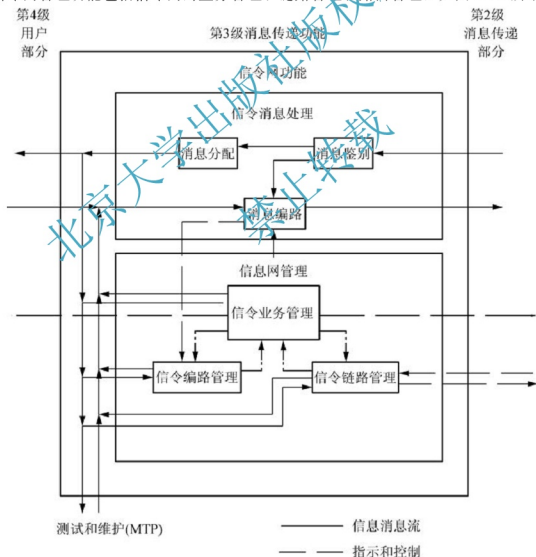 第4级
用户
部分
第3级消息传递功能
第2级
消息传递
部分
信令网功能
信令消息处理
消息分配
消息鉴别
消息编路
信息网管理
信令业务管理
信令编路管理
信令链路管理
测试和维护(MTP)
信息消息流
指示和控制
北京大学出版社版权
禁止转载